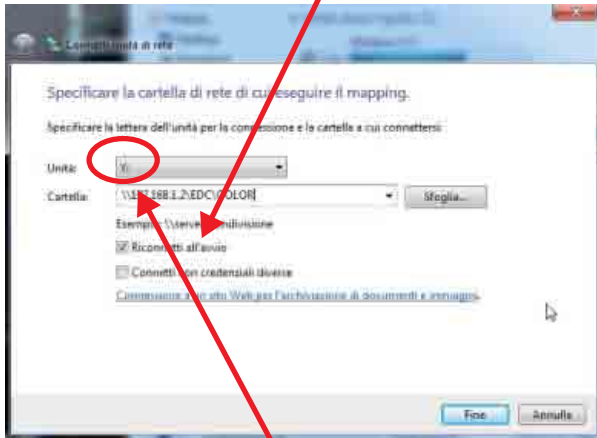 Connetti unità di rete
Specificare la cartella di rete di cui eseguire il mapping.
Specificare la lettera dell'unità per la connessione e la cartella a cui connettersi:
Unità:
Cartella: \\192.168.1.2\EDC\COLOR Sfoglia...
Esempio: \\server\condivisione
Riconnetti all'avvio
Connetti con credenziali diverse
Connessione a un sito Web per l'archiviazione di documenti e immagini.
Fine Annulla